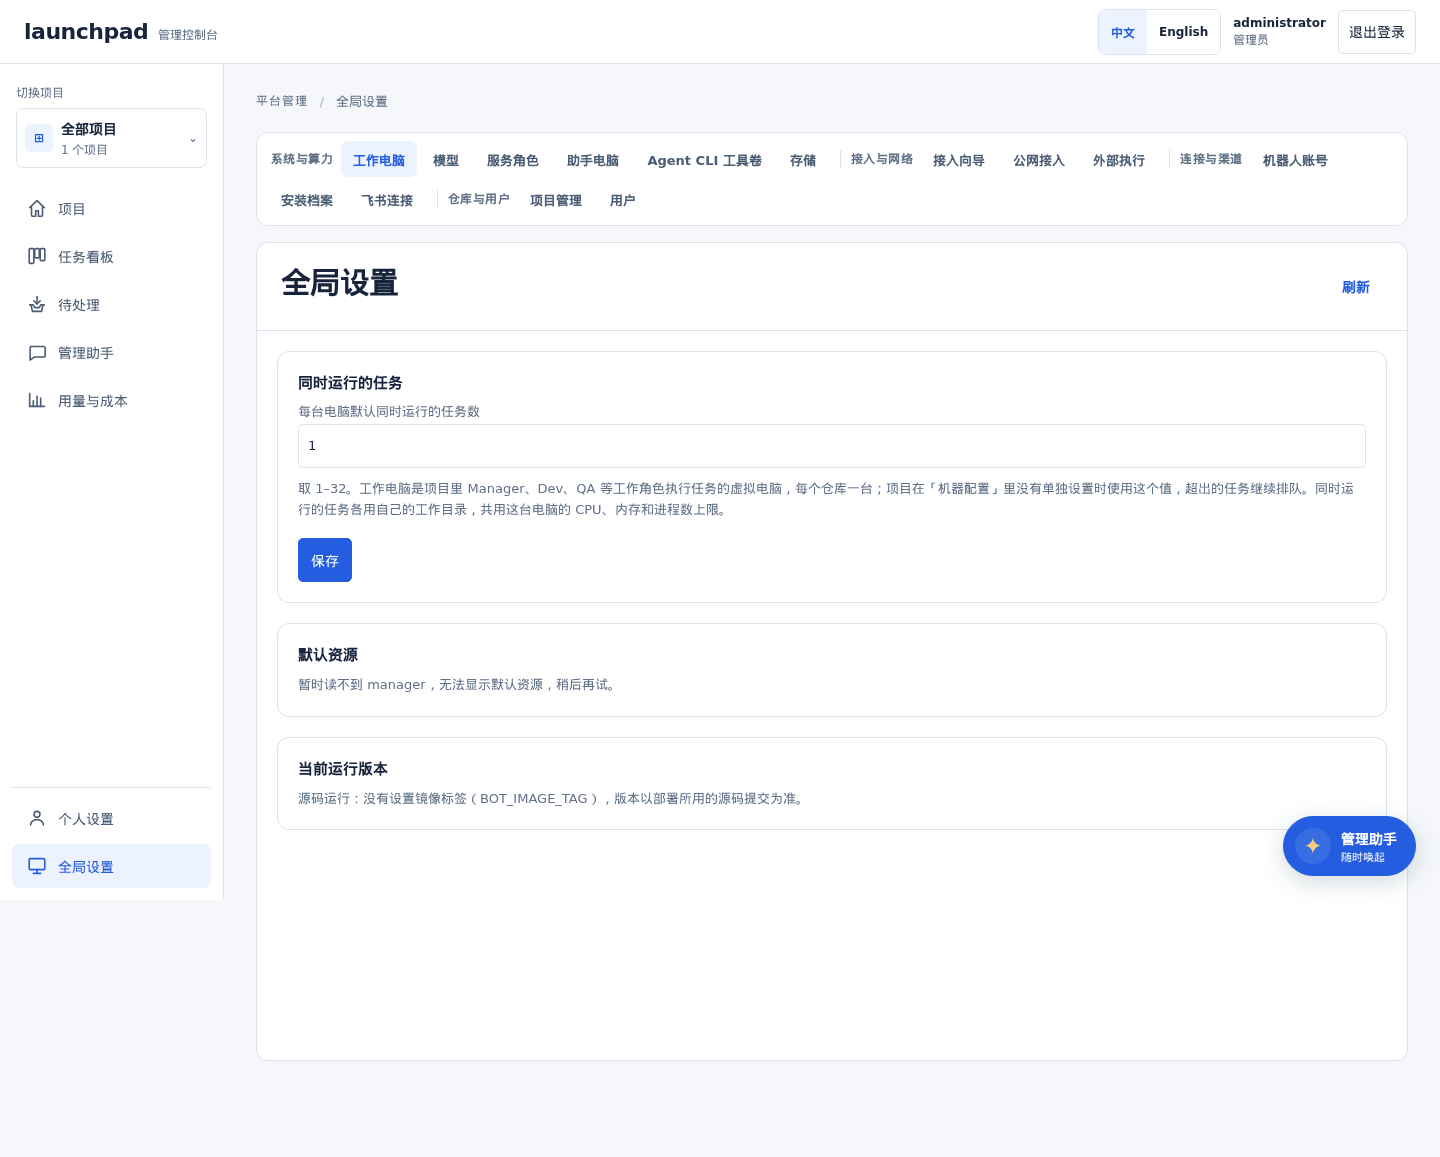 launchpad 管理控制台
中文 English
administrator
管理员
退出登录
切换项目
全部项目
1 个项目
项目
任务看板
待处理
管理助手
用量与成本
个人设置
全局设置
平台管理 / 全局设置
系统与算力 工作电脑 模型 服务角色 助手电脑 Agent CLI 工具卷 存储 接入与网络 接入向导 公网接入 外部执行 连接与渠道 机器人账号
安装档案 飞书连接 仓库与用户 项目管理 用户
全局设置
刷新
同时运行的任务
每台电脑默认同时运行的任务数
1
取 1–32。工作电脑是项目里 Manager、Dev、QA 等工作角色执行任务的虚拟电脑，每个仓库一台；项目在「机器配置」里没有单独设置时使用这个值，超出的任务继续排队。同时运
行的任务各用自己的工作目录，共用这台电脑的 CPU、内存和进程数上限。
保存
默认资源
暂时读不到 manager，无法显示默认资源，稍后再试。
当前运行版本
源码运行：没有设置镜像标签（BOT_IMAGE_TAG），版本以部署所用的源码提交为准。
管理助手
随时唤起